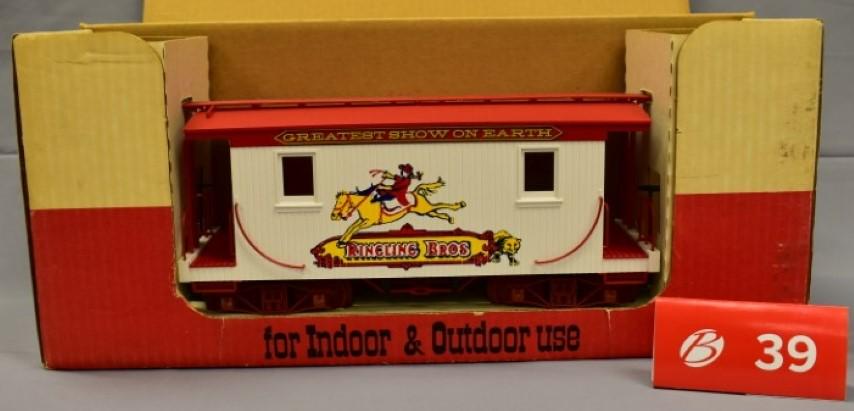 GREATEST SHOW ON EARTH
RINGLING BROS
for Indoor & Outdoor use
B 39